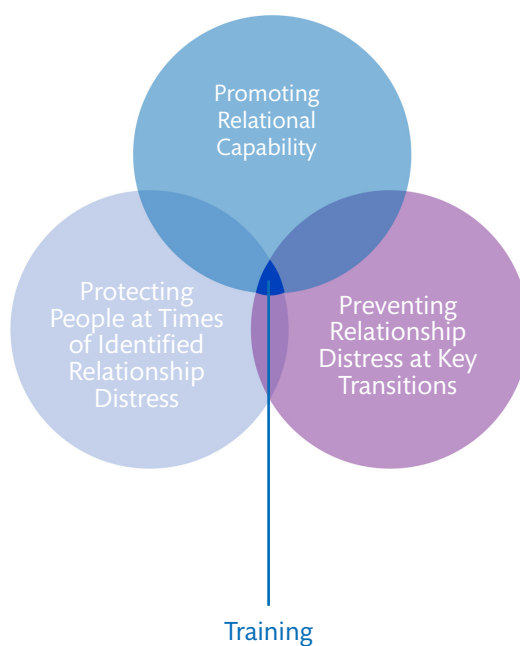 Promoting
Relational
Capability
Protecting
People at Times
of Identified
Relationship
Distress
Preventing
Relationship
Distress at Key
Transitions
Training